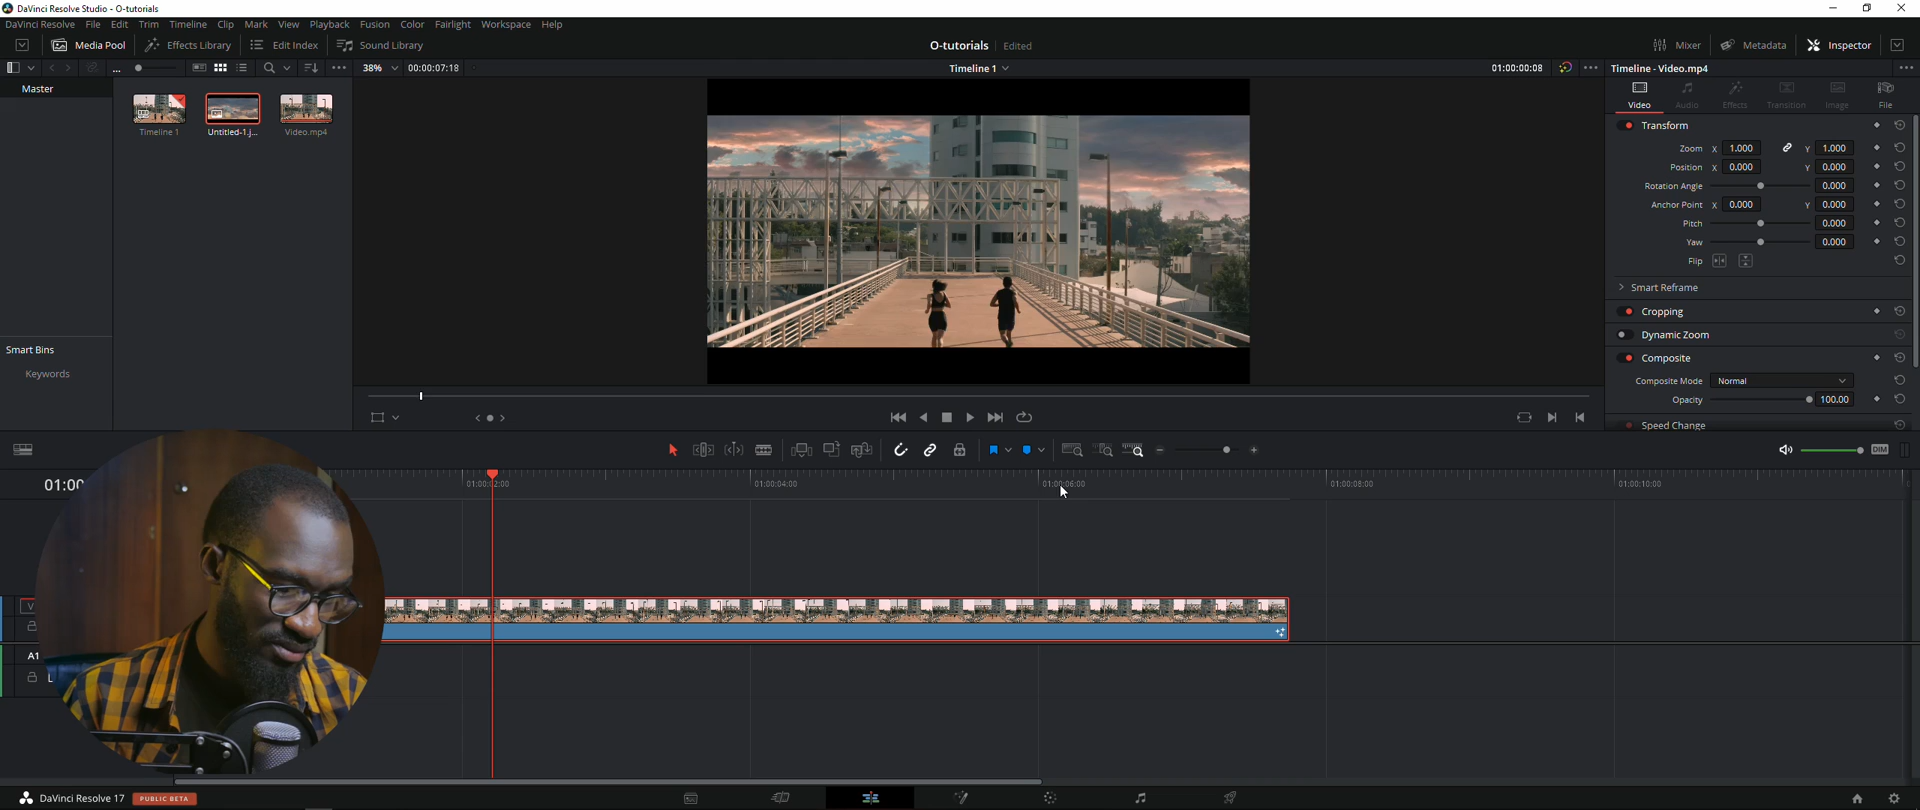 DaVinci Resolve Studio - O-tutorials
DaVinci Resolve File Edit Trim Timeline Clip Mark View Playback Fusion Color Fairlight Workspace Help
Media Pool Effects Library Edit Index Sound Library O-tutorials Edited Mixer Metadata Inspector
38% 00:00:07:18 Timeline 1 01:00:00:08 Timeline - Video.mp4
Master
Timeline 1 Untitled-1.j... Video.mp4
Video Audio Effects Transition Image File
Transform
Zoom X 1.000 Y 1.000
Position X 0.000 Y 0.000
Rotation Angle 0.000
Anchor Point X 0.000 Y 0.000
Pitch 0.000
Yaw 0.000
Flip
Smart Reframe
Cropping
Dynamic Zoom
Composite
Composite Mode Normal
Opacity 100.00
Speed Change
Smart Bins
Keywords
DIM
01:00
01:00:02:00 01:00:04:00 01:00:06:00 01:00:08:00 01:00:10:00
V
A1
L
DaVinci Resolve 17 PUBLIC BETA